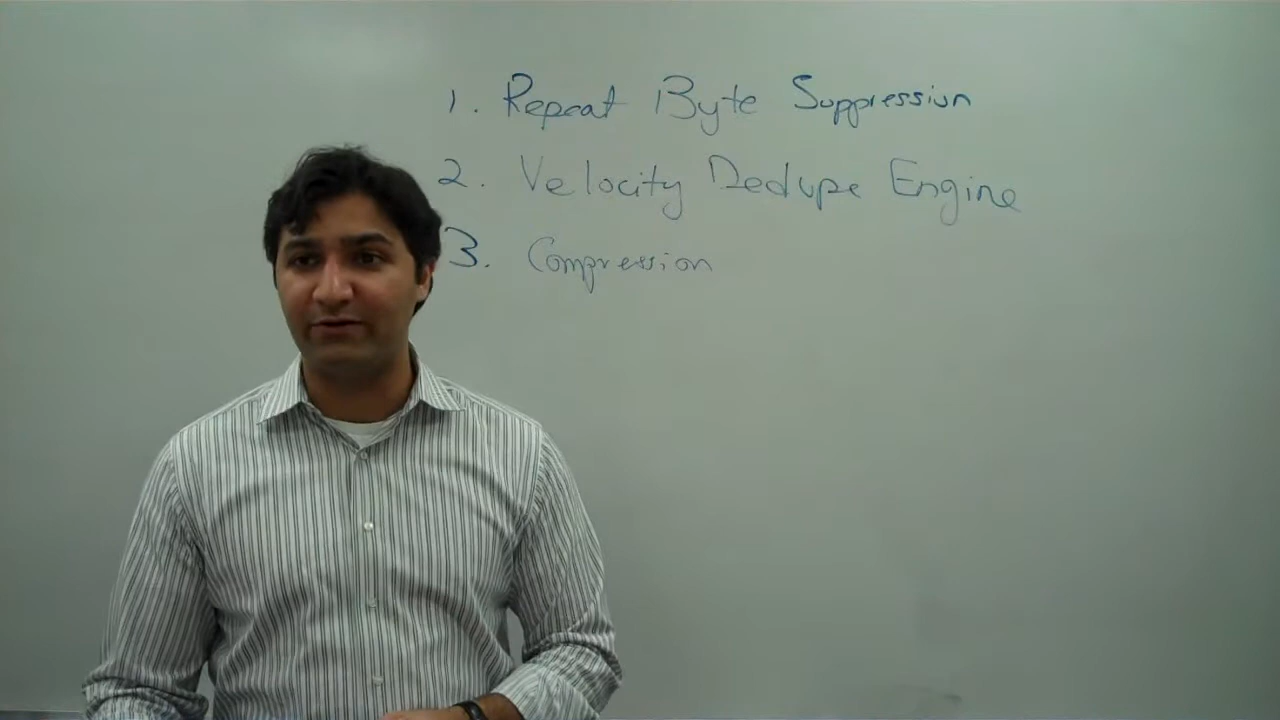 1. Repeat Byte Suppression
2. Velocity Dedupe Engine
3. Compression